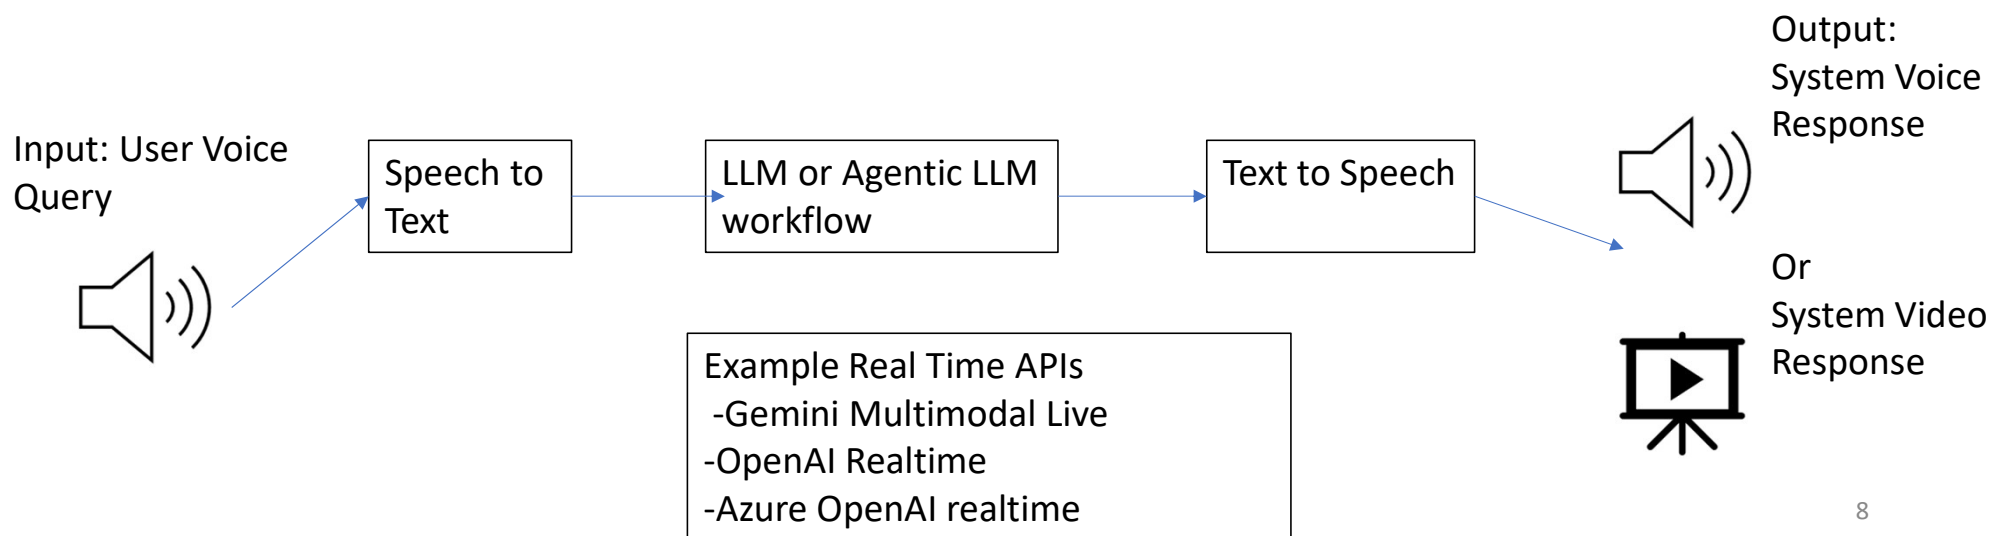 Input: User Voice
Query
Speech to
Text
LLM or Agentic LLM
workflow
Text to Speech
Output:
System Voice
Response
Or
System Video
Response
Example Real Time APIs
-Gemini Multimodal Live
-OpenAI Realtime
-Azure OpenAI realtime
8